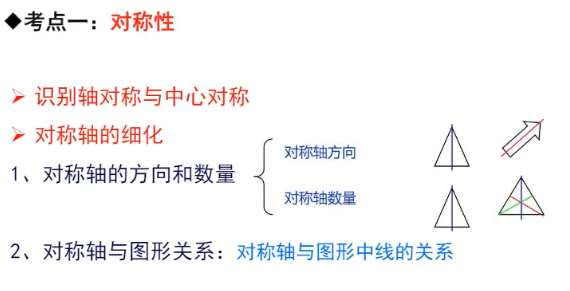 ◆考点一：对称性
➢ 识别轴对称与中心对称
➢ 对称轴的细化
1、对称轴的方向和数量
对称轴方向
对称轴数量
2、对称轴与图形关系：对称轴与图形中线的关系